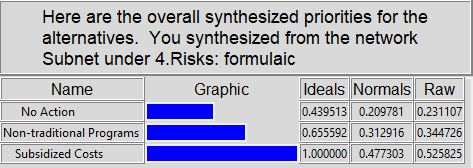 Here are the overall synthesized priorities for the
alternatives. You synthesized from the network
Subnet under 4.Risks: formulaic
Name Graphic Ideals Normals Raw
No Action 0.439513 0.209781 0.231107
Non-traditional Programs 0.655592 0.312916 0.344726
Subsidized Costs 1.000000 0.477303 0.525825